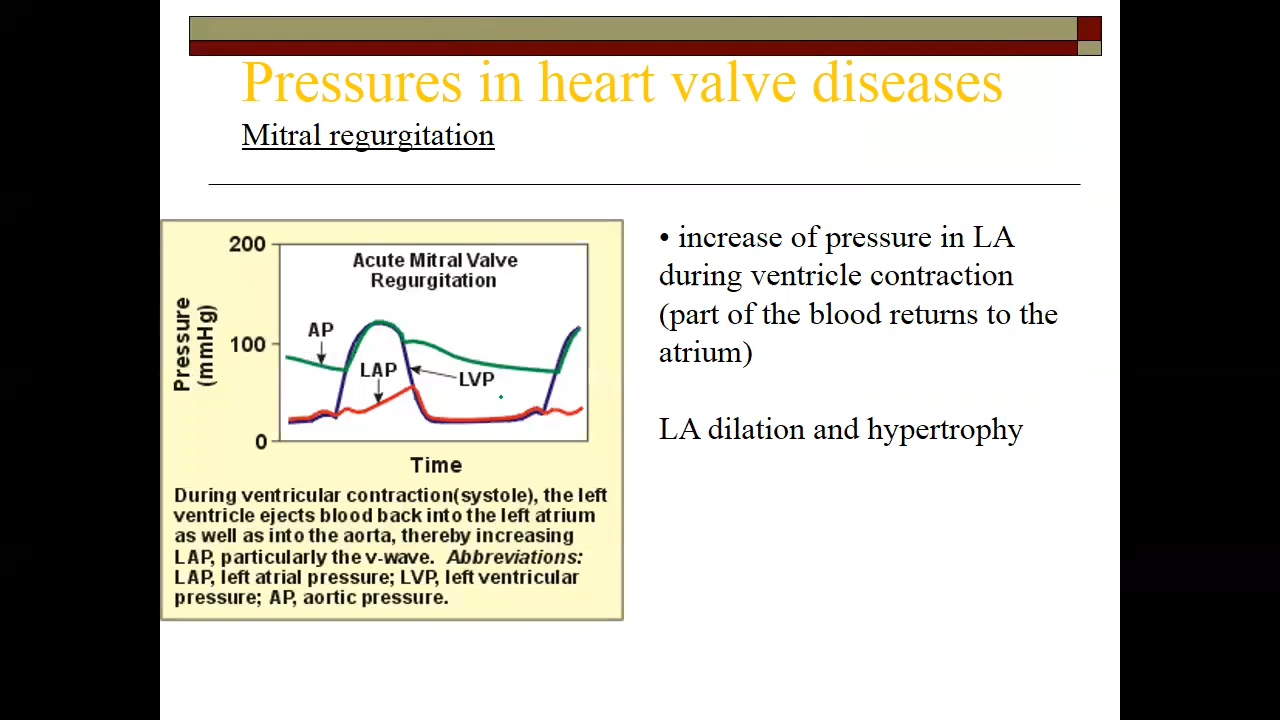 Pressures in heart valve diseases
Mitral regurgitation
200
Acute Mitral Valve
Regurgitation
Pressure
(mmHg)
AP
100
LAP
LVP
0
Time
During ventricular contraction(systole), the left
ventricle ejects blood back into the left atrium
as well as into the aorta, thereby increasing
LAP, particularly the v-wave. Abbreviations:
LAP, left atrial pressure; LVP, left ventricular
pressure; AP, aortic pressure.
• increase of pressure in LA
during ventricle contraction
(part of the blood returns to the
atrium)
LA dilation and hypertrophy